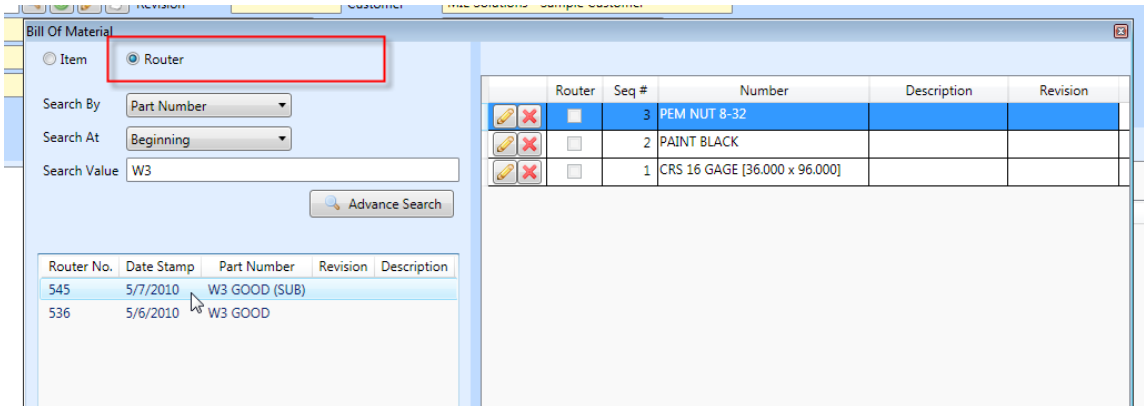 Revision Customer
Bill Of Material
Item Router
Search By Part Number
Search At Beginning
Search Value W3
Advance Search
Router No. Date Stamp Part Number Revision Description
545 5/7/2010 W3 GOOD (SUB)
536 5/6/2010 W3 GOOD
Router Seq # Number Description Revision
3 PEM NUT 8-32
2 PAINT BLACK
1 CRS 16 GAGE [36.000 x 96.000]